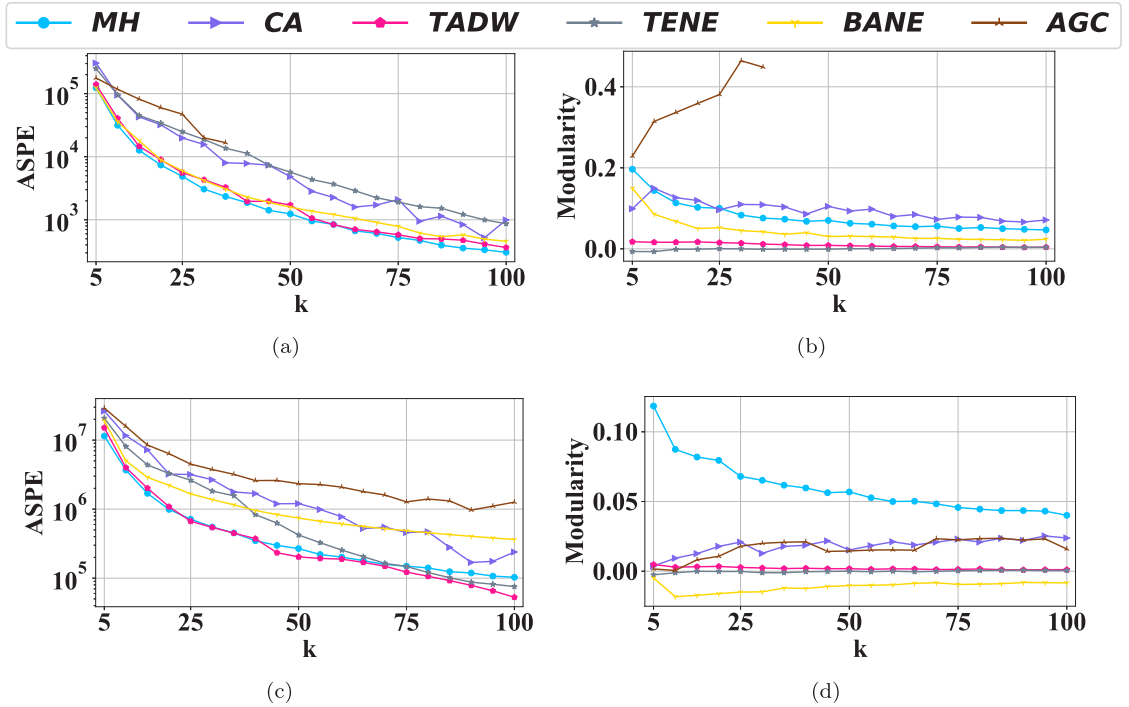 MH CA TADW TENE BANE AGC
10^5
10^4
10^3
ASPE
5 25 50 75 100
k
(a)
0.4
0.2
0.0
Modularity
5 25 50 75 100
k
(b)
10^7
10^6
10^5
ASPE
5 25 50 75 100
k
(c)
0.10
0.05
0.00
Modularity
5 25 50 75 100
k
(d)